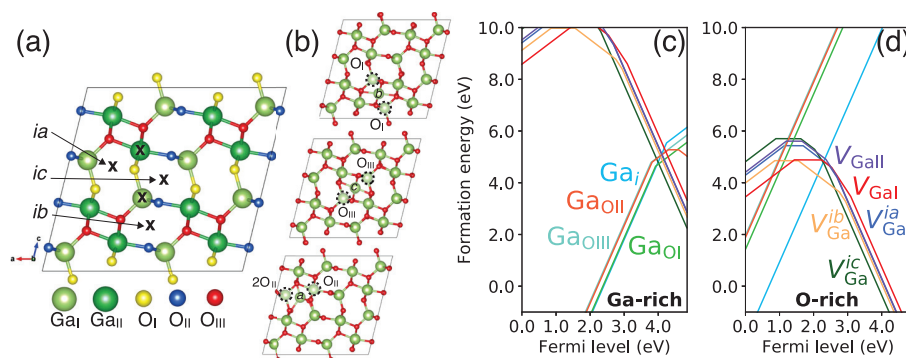 (a)
ia
ic
ib
x
x
x
x
x
c
a
b
Ga_I
Ga_II
O_I
O_II
O_III
(b)
O_I
b
O_I
O_III
c
O_III
2O_II
O_II
a
(c)
Formation energy (eV)
10.0
8.0
6.0
4.0
2.0
0.0
Ga_i
Ga_OII
Ga_OIII
Ga_OI
Ga-rich
0.0 1.0 2.0 3.0 4.0
Fermi level (eV)
(d)
10.0
8.0
6.0
4.0
2.0
0.0
V_GaII
V_GaI
V_Ga^ib
V_Ga^ia
V_Ga^ic
O-rich
0.0 1.0 2.0 3.0 4.0
Fermi level (eV)